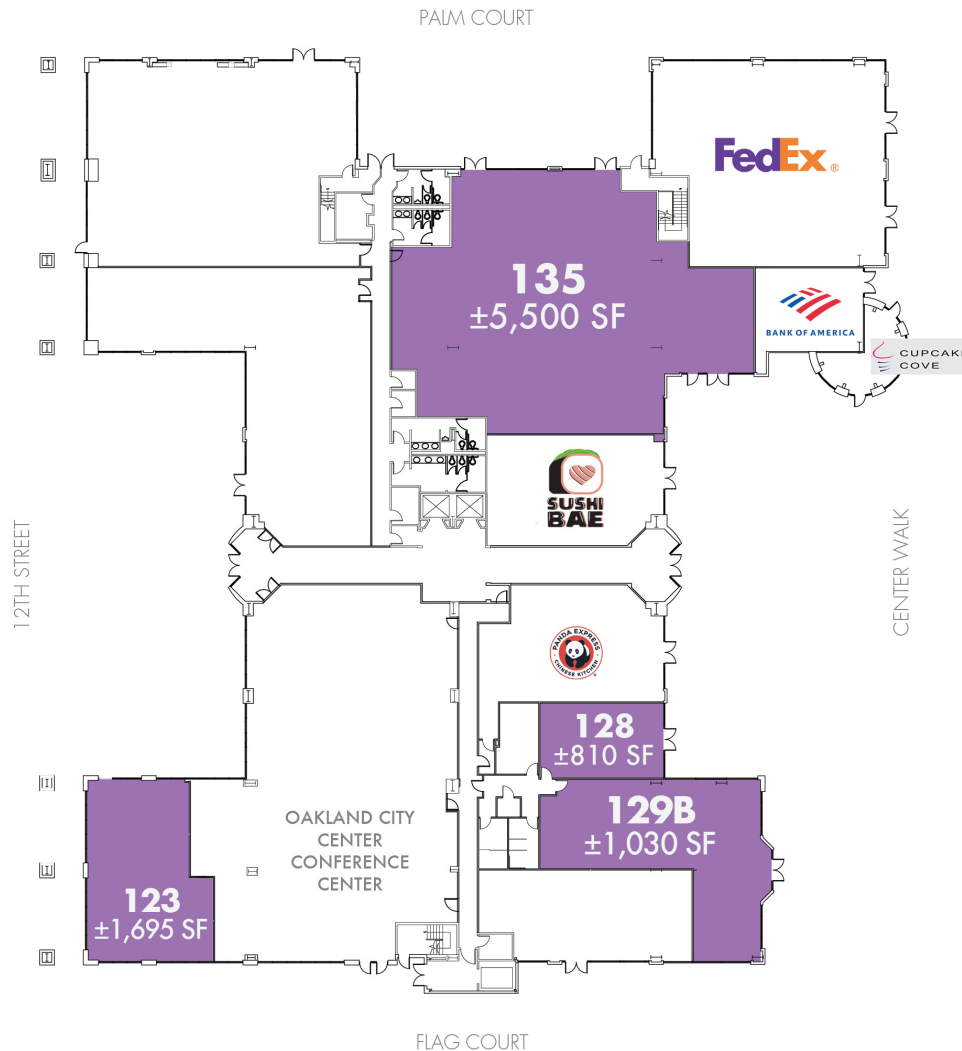 PALM COURT
FedEx®
135
±5,500 SF
BANK OF AMERICA
CUPCAKE
COVE
SUSHI
BAE
12TH STREET
CENTER WALK
PANDA EXPRESS
CHINESE KITCHEN
128
±810 SF
129B
±1,030 SF
OAKLAND CITY
CENTER
CONFERENCE
CENTER
123
±1,695 SF
FLAG COURT